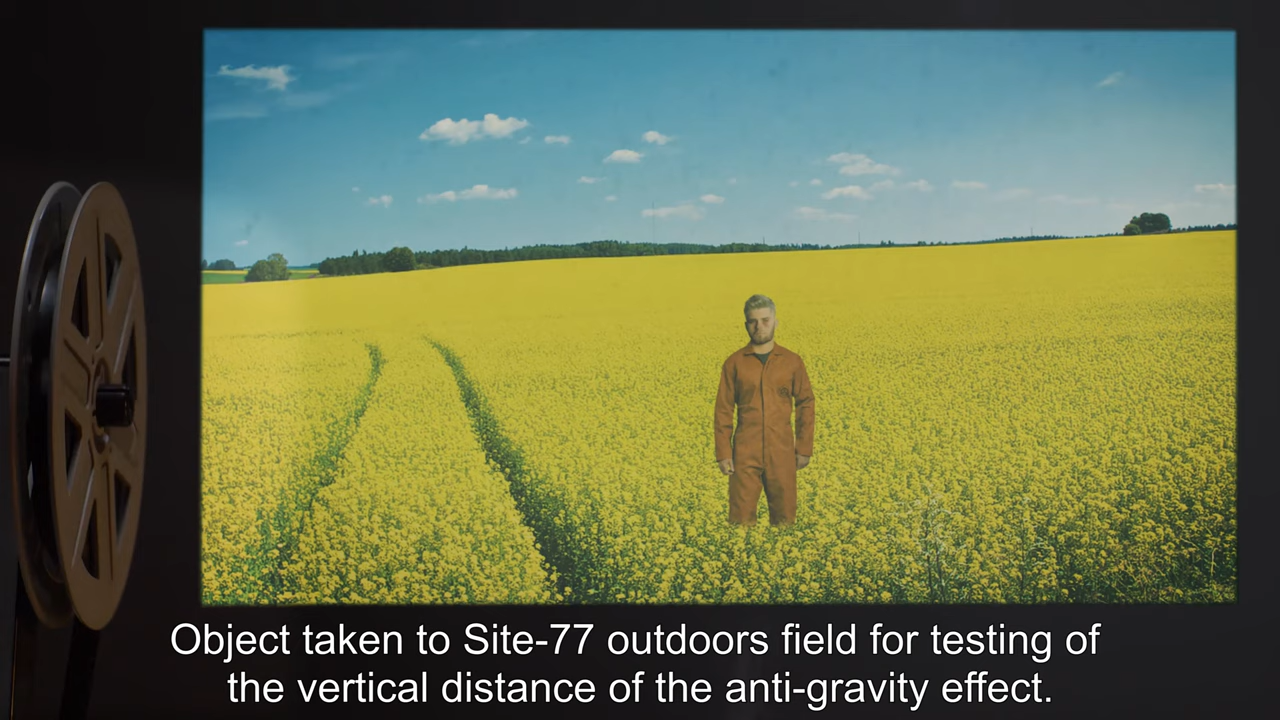 Object taken to Site-77 outdoors field for testing of
the vertical distance of the anti-gravity effect.